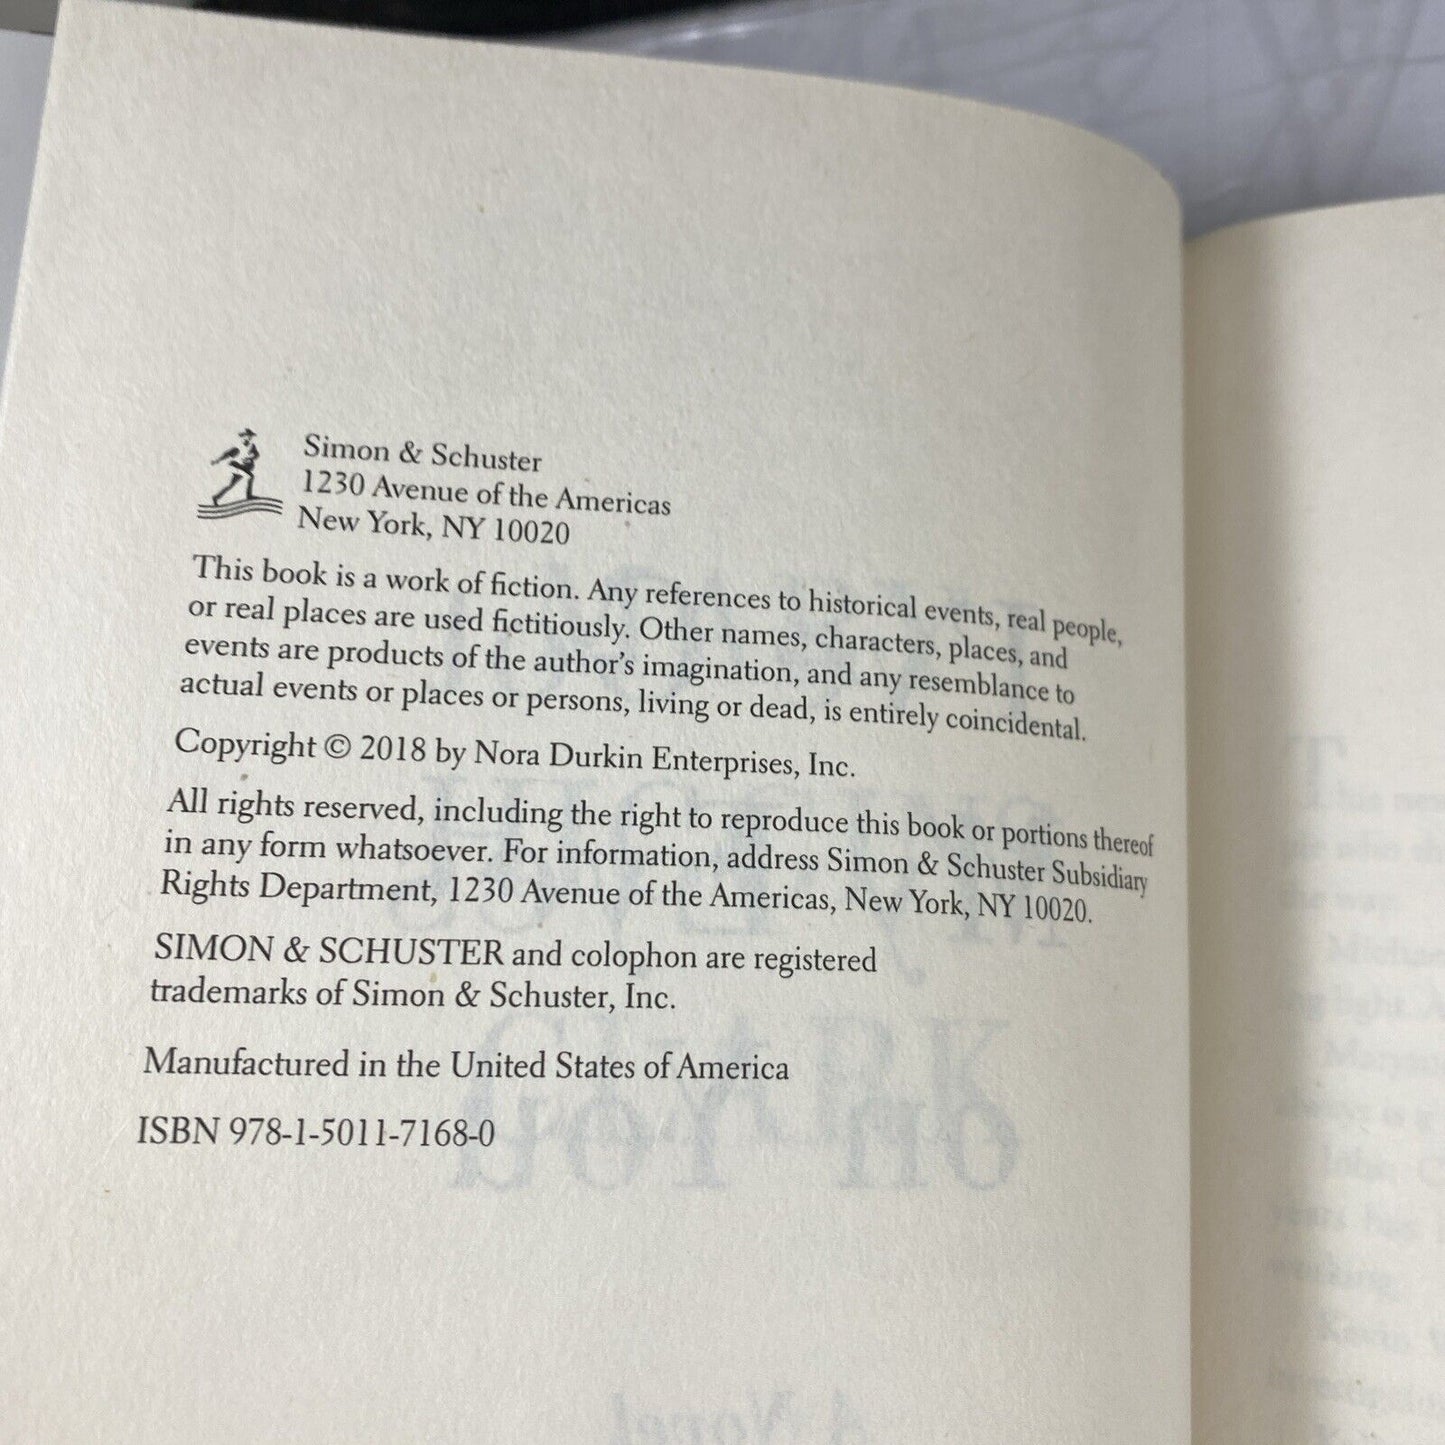 Simon & Schuster
1230 Avenue of the Americas
New York, NY 10020
This book is a work of fiction. Any references to historical events, real people,
or real places are used fictitiously. Other names, characters, places, and
events are products of the author's imagination, and any resemblance to
actual events or places or persons, living or dead, is entirely coincidental.
Copyright © 2018 by Nora Durkin Enterprises, Inc.
All rights reserved, including the right to reproduce this book or portions thereof
in any form whatsoever. For information, address Simon & Schuster Subsidiary
Rights Department, 1230 Avenue of the Americas, New York, NY 10020.
SIMON & SCHUSTER and colophon are registered
trademarks of Simon & Schuster, Inc.
Manufactured in the United States of America
ISBN 978-1-5011-7168-0